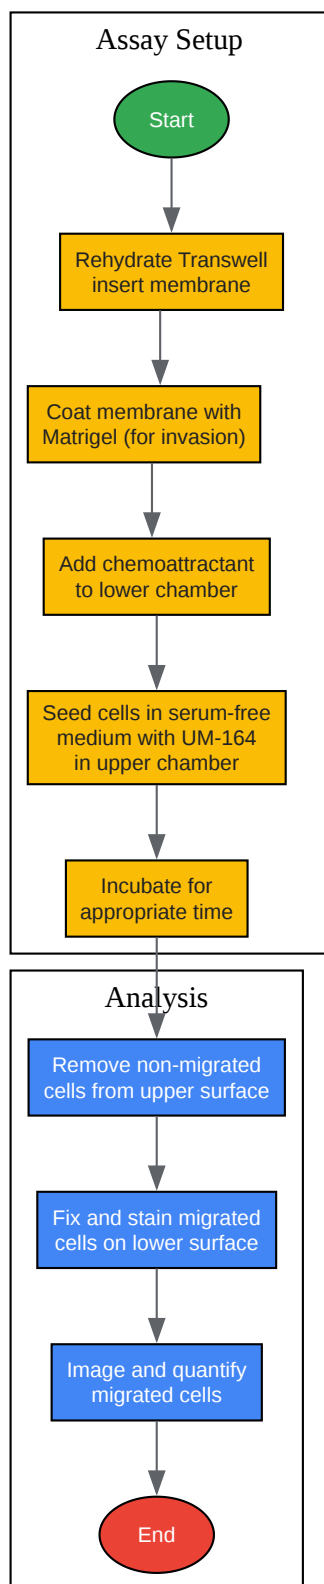 Assay Setup
Start
Rehydrate Transwell
insert membrane
Coat membrane with
Matrigel (for invasion)
Add chemoattractant
to lower chamber
Seed cells in serum-free
medium with UM-164
in upper chamber
Incubate for
appropriate time
Analysis
Remove non-migrated
cells from upper surface
Fix and stain migrated
cells on lower surface
Image and quantify
migrated cells
End